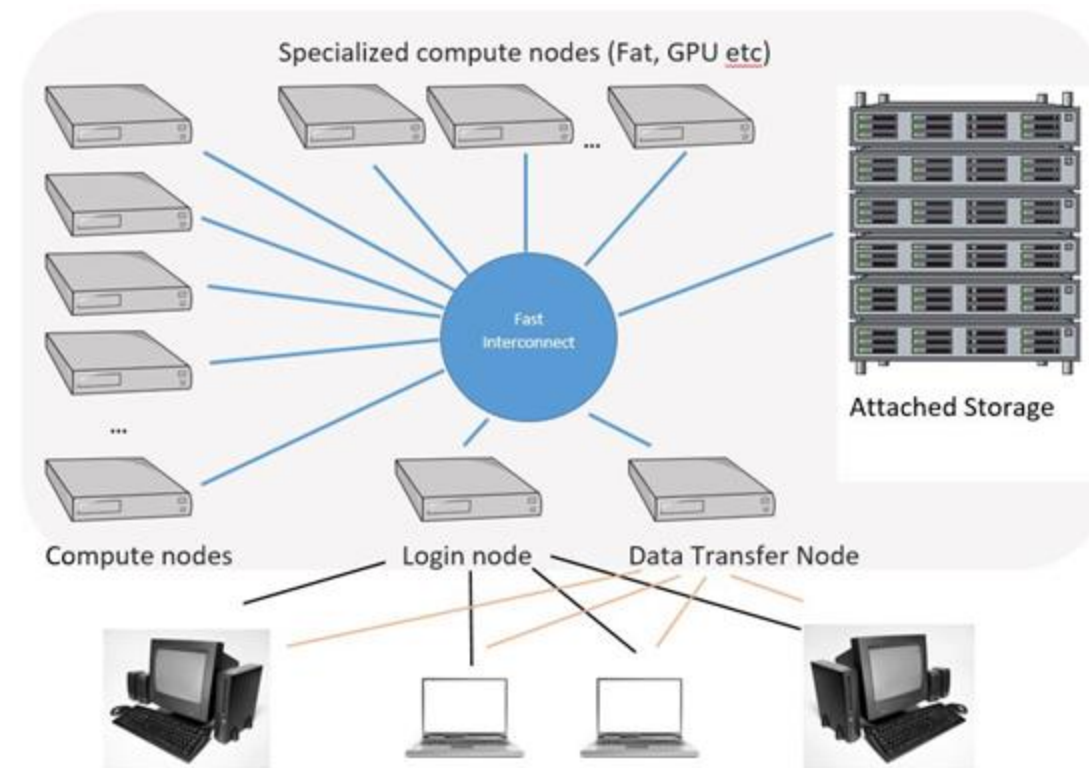 Specialized compute nodes (Fat, GPU etc)
...
Fast
Interconnect
Attached Storage
...
Compute nodes
Login node
Data Transfer Node